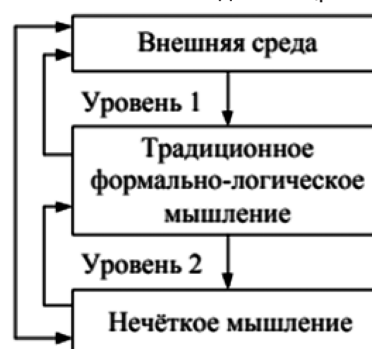 Внешняя среда
Уровень 1
Традиционное
формально-логическое
мышление
Уровень 2
Нечёткое мышление